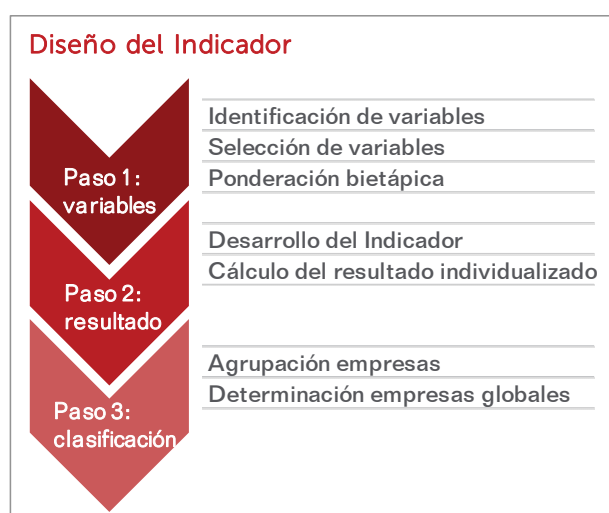 Diseño del Indicador
Paso 1:
variables
Identificación de variables
Selección de variables
Ponderación bietápica
Paso 2:
resultado
Desarrollo del Indicador
Cálculo del resultado individualizado
Paso 3:
clasificación
Agrupación empresas
Determinación empresas globales